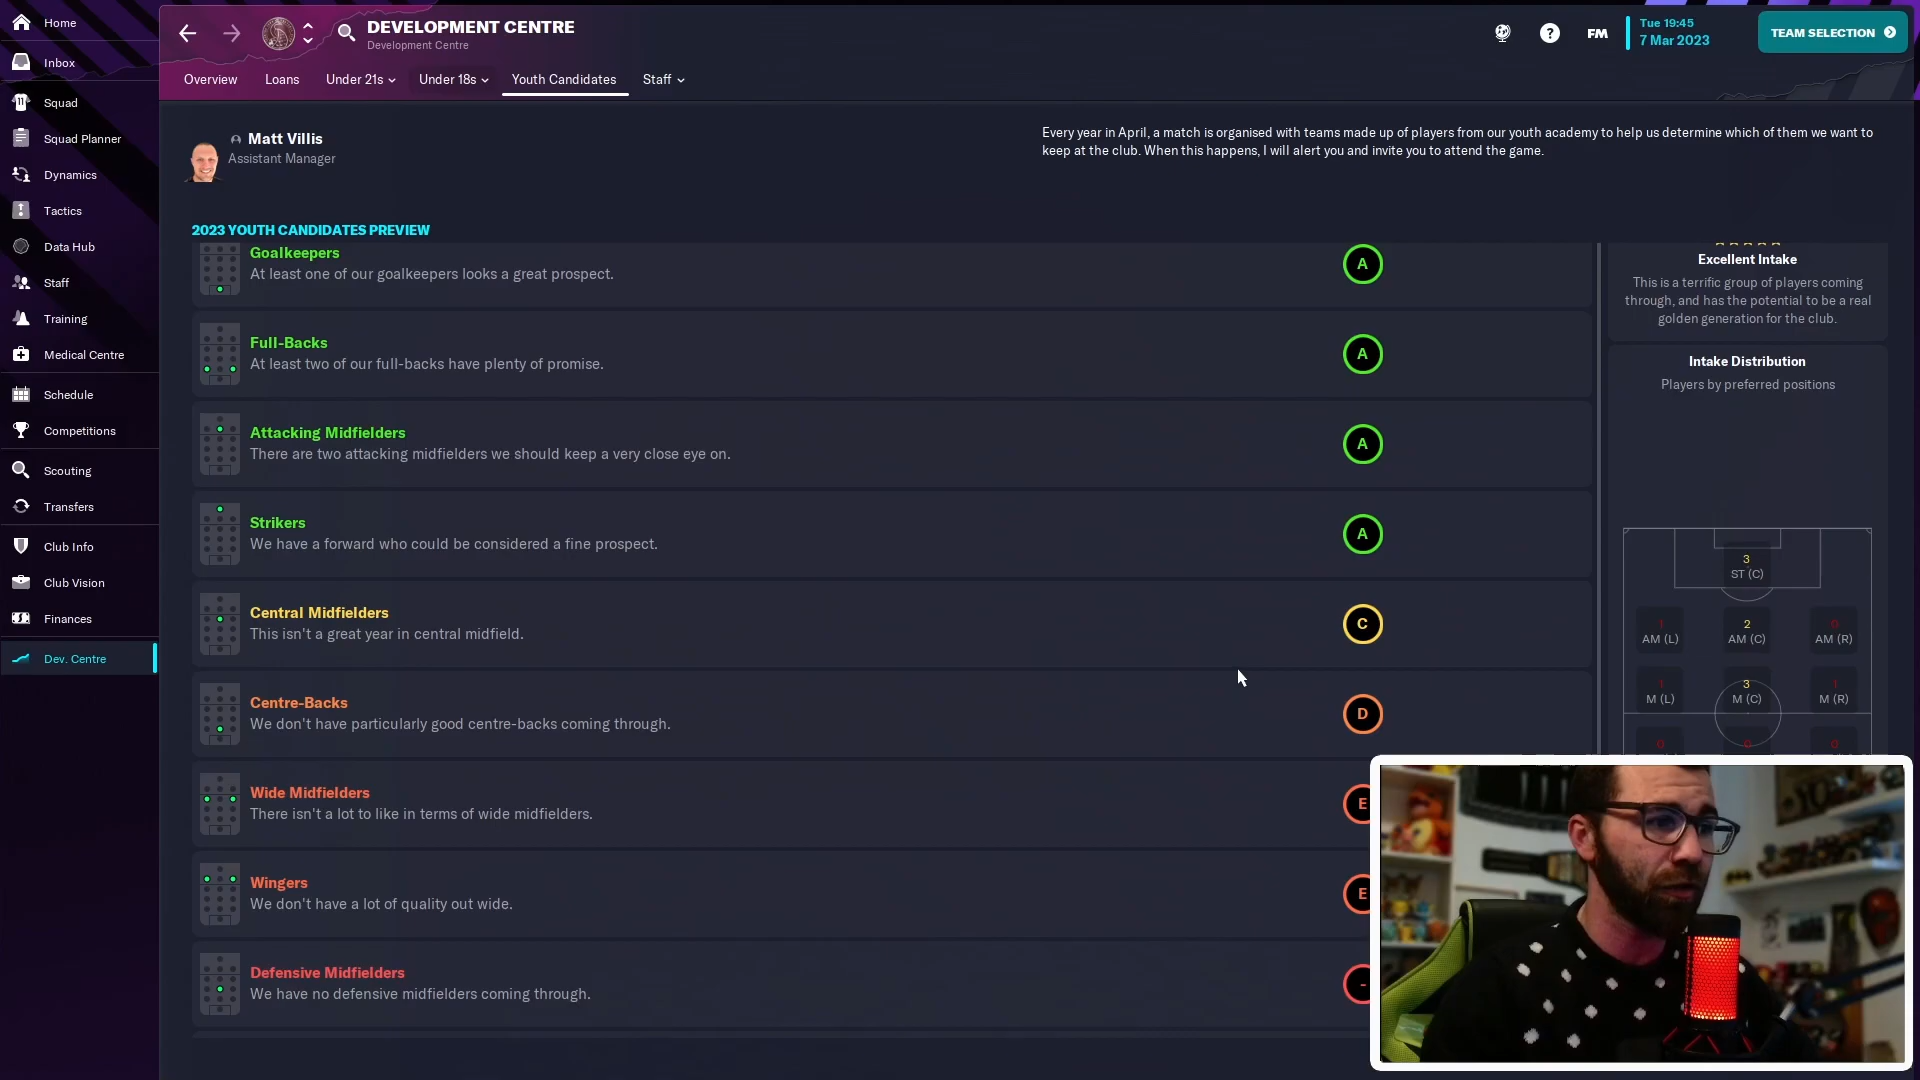 Home
Inbox
Squad
Squad Planner
Dynamics
Tactics
Data Hub
Staff
Training
Medical Centre
Schedule
Competitions
Scouting
Transfers
Club Info
Club Vision
Finances
Dev. Centre
DEVELOPMENT CENTRE
Development Centre
FM
Tue 19:45
7 Mar 2023
TEAM SELECTION
Overview
Loans
Under 21s
Under 18s
Youth Candidates
Staff
Matt Villis
Assistant Manager
Every year in April, a match is organised with teams made up of players from our youth academy to help us determine which of them we want to
keep at the club. When this happens, I will alert you and invite you to attend the game.
2023 YOUTH CANDIDATES PREVIEW
Goalkeepers
At least one of our goalkeepers looks a great prospect.
A
Full-Backs
At least two of our full-backs have plenty of promise.
A
Attacking Midfielders
There are two attacking midfielders we should keep a very close eye on.
A
Strikers
We have a forward who could be considered a fine prospect.
A
Central Midfielders
This isn't a great year in central midfield.
C
Centre-Backs
We don't have particularly good centre-backs coming through.
D
Wide Midfielders
There isn't a lot to like in terms of wide midfielders.
E
Wingers
We don't have a lot of quality out wide.
E
Defensive Midfielders
We have no defensive midfielders coming through.
-
Excellent Intake
This is a terrific group of players coming
through, and has the potential to be a real
golden generation for the club.
Intake Distribution
Players by preferred positions
3
ST (C)
1 2 0
AM (L) AM (C) AM (R)
1 3 1
M (L) M (C) M (R)
0 0 0